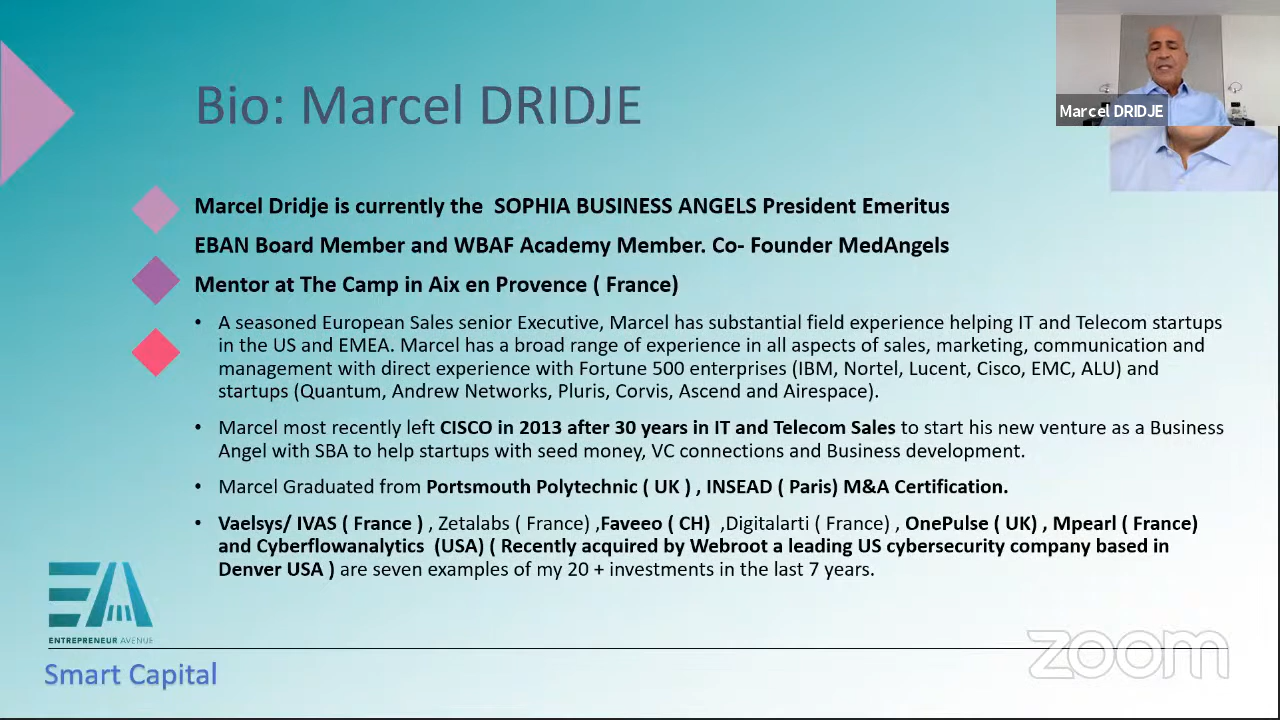 Bio: Marcel DRIDJE
Marcel DRIDJE
Marcel Dridje is currently the SOPHIA BUSINESS ANGELS President Emeritus
EBAN Board Member and WBAF Academy Member. Co- Founder MedAngels
Mentor at The Camp in Aix en Provence ( France)
• A seasoned European Sales senior Executive, Marcel has substantial field experience helping IT and Telecom startups
in the US and EMEA. Marcel has a broad range of experience in all aspects of sales, marketing, communication and
management with direct experience with Fortune 500 enterprises (IBM, Nortel, Lucent, Cisco, EMC, ALU) and
startups (Quantum, Andrew Networks, Pluris, Corvis, Ascend and Airespace).
• Marcel most recently left CISCO in 2013 after 30 years in IT and Telecom Sales to start his new venture as a Business
Angel with SBA to help startups with seed money, VC connections and Business development.
• Marcel Graduated from Portsmouth Polytechnic ( UK ) , INSEAD ( Paris) M&A Certification.
• Vaelsys/ IVAS ( France ) , Zetalabs ( France) ,Faveeo ( CH) ,Digitalarti ( France) , OnePulse ( UK) , Mpearl ( France)
and Cyberflowanalytics (USA) ( Recently acquired by Webroot a leading US cybersecurity company based in
Denver USA ) are seven examples of my 20 + investments in the last 7 years.
EA
ENTREPRENEUR AVENUE
Smart Capital
zoom